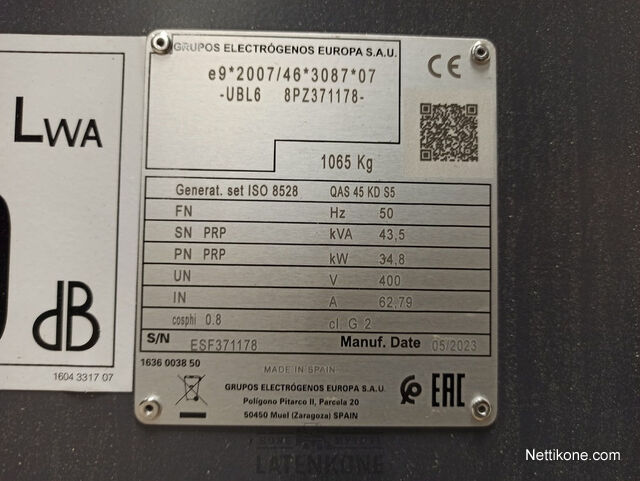 LWA
dB
1604 3317 07
GRUPOS ELECTRÓGENOS EUROPA S.A.U.
e9*2007/46*3087*07
-UBL6 8PZ371178-
CE
1065 Kg
Generat. set ISO 8528 QAS 45 KD S5
FN Hz 50
SN PRP kVA 43,5
PN PRP kW 34,8
UN V 400
IN A 62,79
cosphi 0.8 cl. G 2
S/N ESF371178 Manuf. Date 05/2023
1636 0038 50
MADE IN SPAIN
GRUPOS ELECTRÓGENOS EUROPA S.A.U.
Polígono Pitarco II, Parcela 20
50450 Muel (Zaragoza) SPAIN
EAC
LATENKONE
Nettikone.com